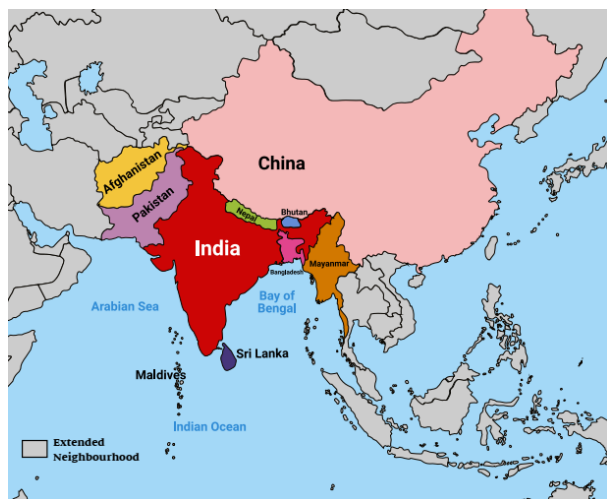 China
Afghanistan
Pakistan
Nepal
Bhutan
India
Mayanmar
Bangladesh
Arabian Sea
Bay of
Bengal
Sri Lanka
Maldives
Indian Ocean
Extended
Neighbourhood